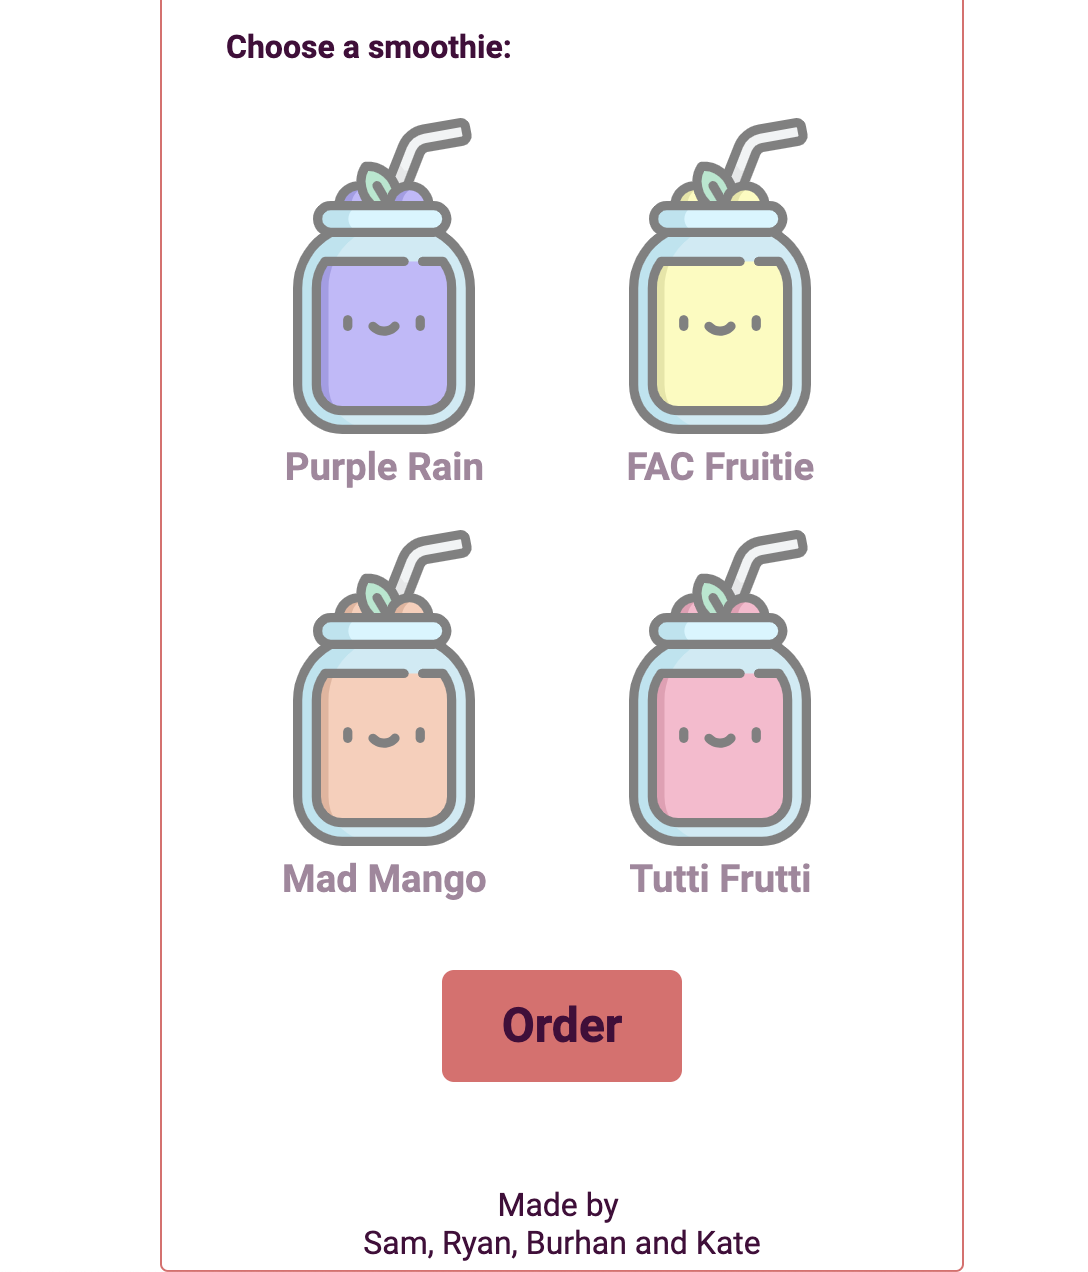 Choose a smoothie:
Purple Rain
FAC Fruitie
Mad Mango
Tutti Frutti
Order
Made by
Sam, Ryan, Burhan and Kate